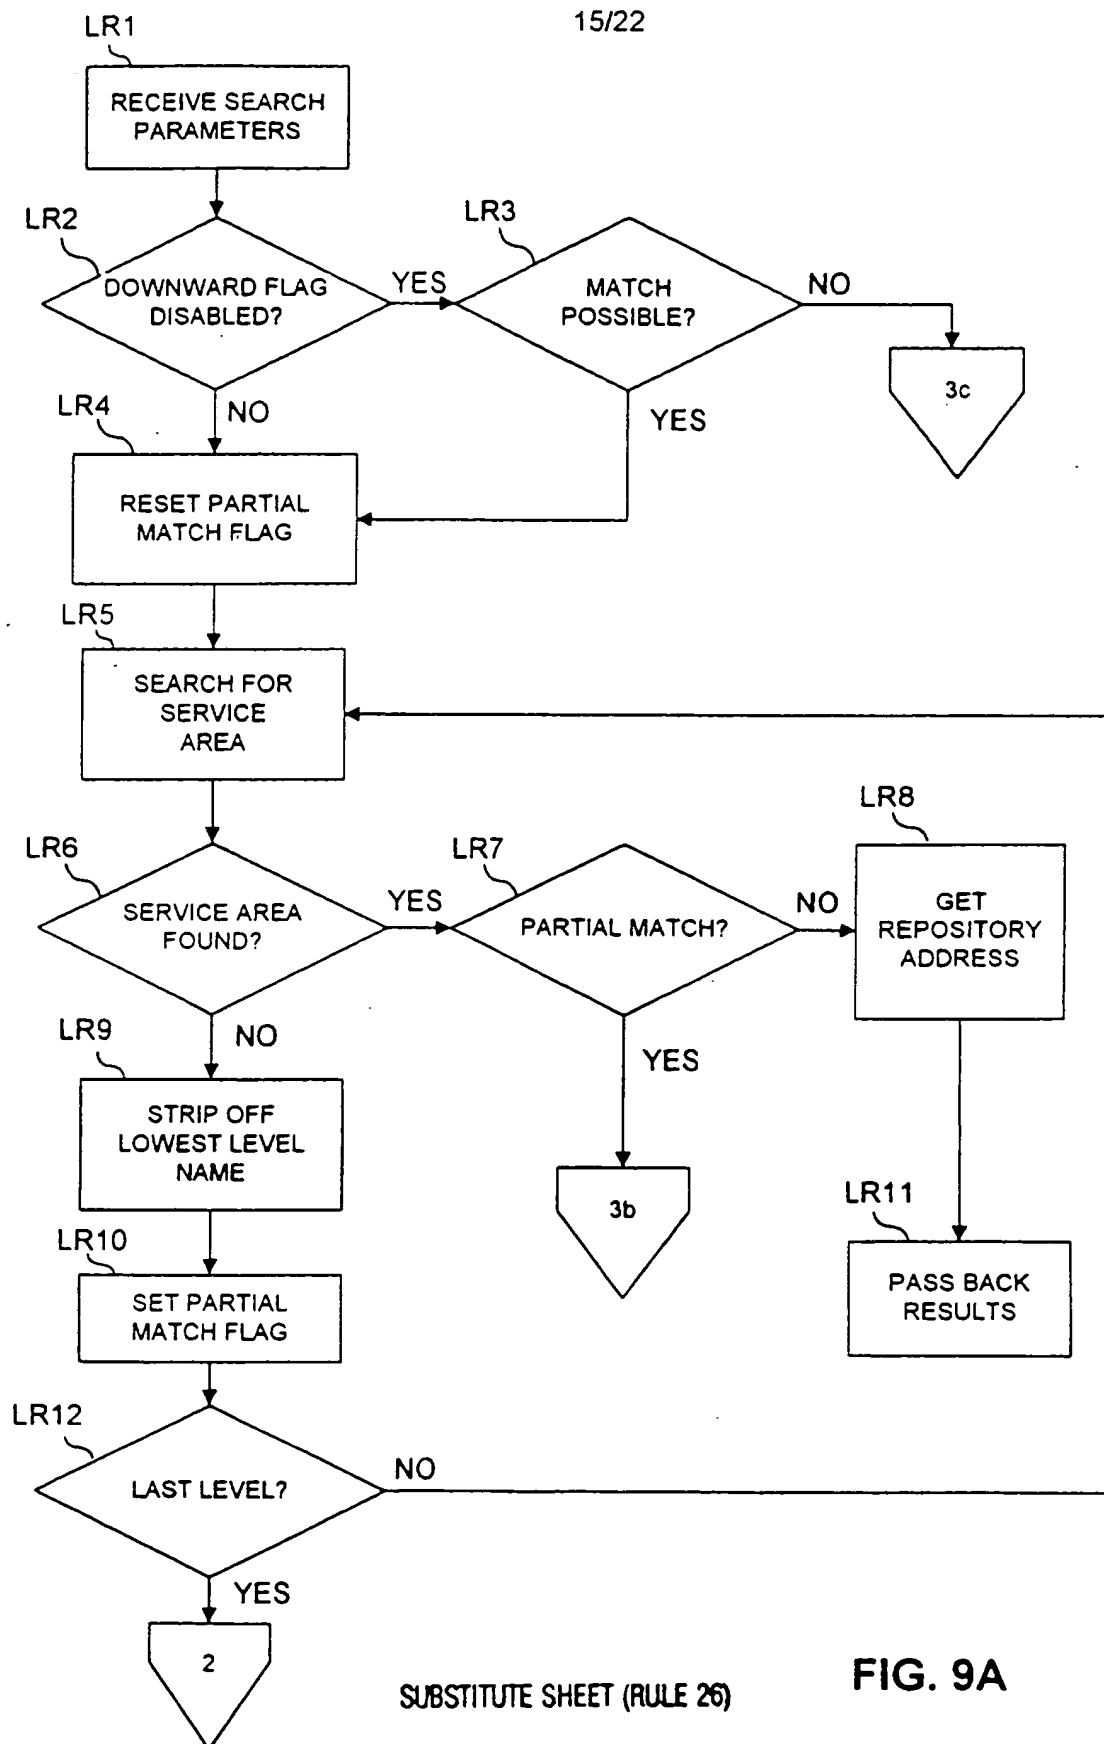 15/22
LR1
RECEIVE SEARCH
PARAMETERS
LR2
DOWNWARD FLAG
DISABLED?
YES
LR3
MATCH
POSSIBLE?
NO
3c
NO
YES
LR4
RESET PARTIAL
MATCH FLAG
LR5
SEARCH FOR
SERVICE
AREA
LR6
SERVICE AREA
FOUND?
YES
LR7
PARTIAL MATCH?
NO
LR8
GET
REPOSITORY
ADDRESS
NO
YES
LR9
STRIP OFF
LOWEST LEVEL
NAME
3b
LR11
PASS BACK
RESULTS
LR10
SET PARTIAL
MATCH FLAG
LR12
LAST LEVEL?
NO
YES
2
SUBSTITUTE SHEET (RULE 26)
FIG. 9A